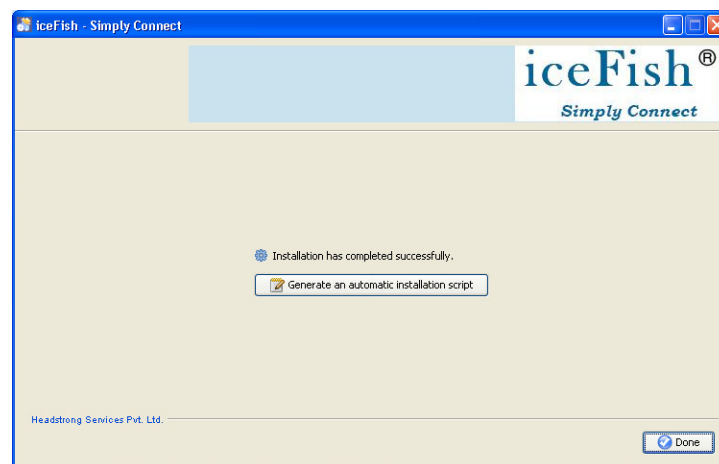 iceFish - Simply Connect
iceFish®
Simply Connect
Installation has completed successfully.
Generate an automatic installation script
Headstrong Services Pvt. Ltd.
Done